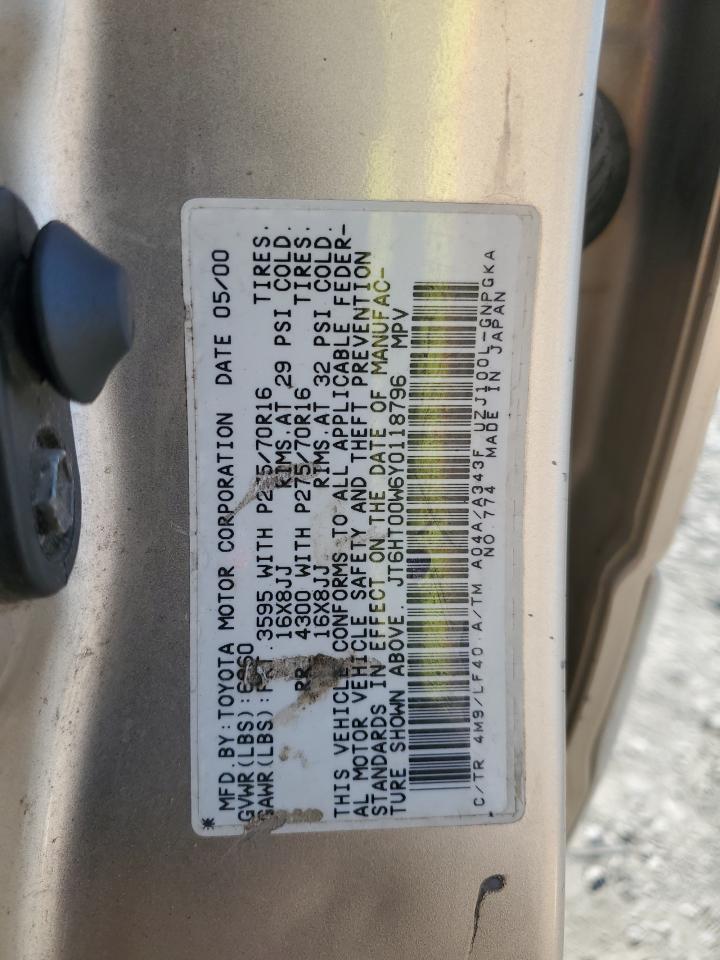 * MFD.BY:TOYOTA MOTOR CORPORATION DATE 05/00
GVWR(LBS):6860
GAWR(LBS): 3595 WITH P275/70R16 TIRES.
16X8JJ RIMS.AT 29 PSI COLD.
RR 4300 WITH P275/70R16 TIRES.
16X8JJ RIMS AT 32 PSI COLD.
THIS VEHICLE CONFORMS TO ALL APPLICABLE FEDER-
AL MOTOR VEHICLE SAFETY AND THEFT PREVENTION
STANDARDS IN EFFECT ON THE DATE OF MANUFAC-
TURE SHOWN ABOVE. JT6HT00W6Y0118796 MPV
C/TR 4M9/LF40 A/TM A04A/A343F UZJ100L-GNPGKA
NO.774 MADE IN JAPAN